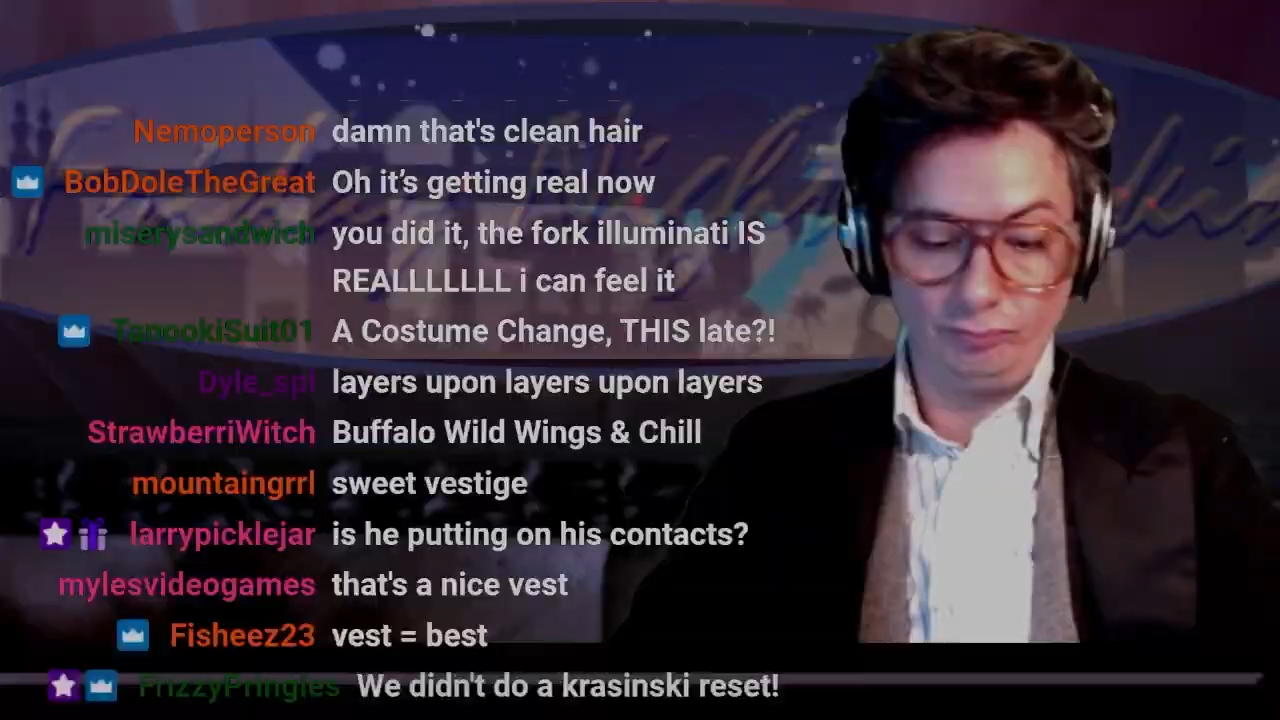 Nemoperson damn that's clean hair
BobDoleTheGreat Oh it’s getting real now
miserysandwich you did it, the fork illuminati IS
REALLLLLLL i can feel it
TanookiSuit01 A Costume Change, THIS late?!
Dyle_spl layers upon layers upon layers
StrawberriWitch Buffalo Wild Wings & Chill
mountaingrrl sweet vestige
larrypicklejar is he putting on his contacts?
mylesvideogames that's a nice vest
Fisheez23 vest = best
FrizzyPringles We didn't do a krasinski reset!